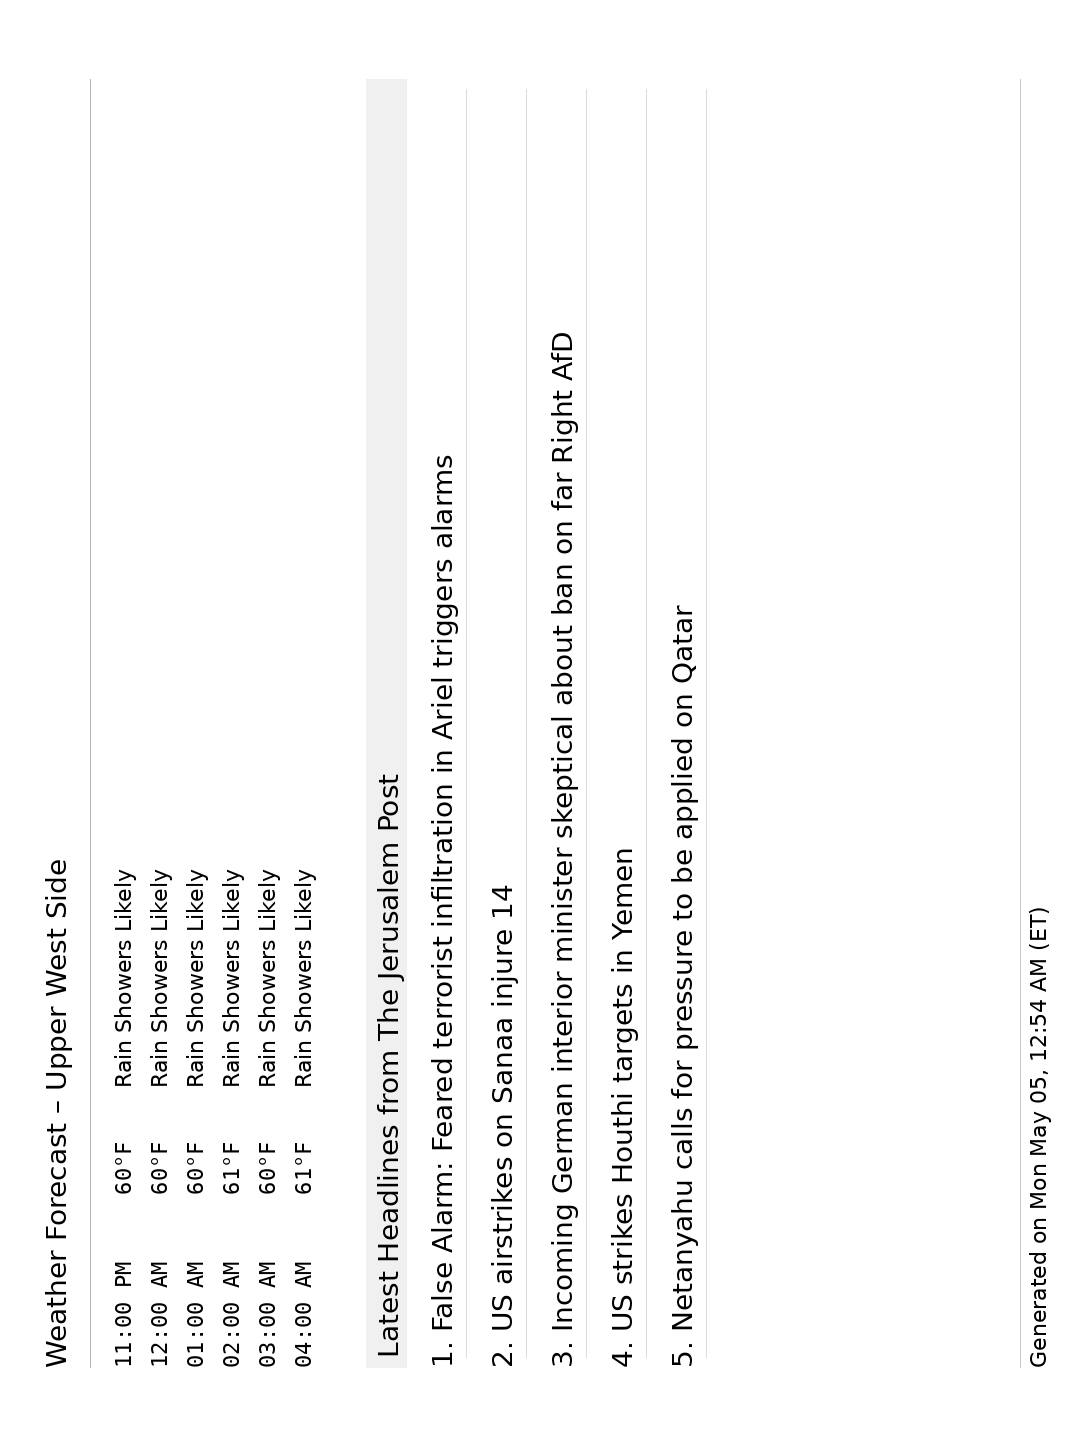 Weather Forecast – Upper West Side
11:00 PM 60°F Rain Showers Likely
12:00 AM 60°F Rain Showers Likely
01:00 AM 60°F Rain Showers Likely
02:00 AM 61°F Rain Showers Likely
03:00 AM 60°F Rain Showers Likely
04:00 AM 61°F Rain Showers Likely
Latest Headlines from The Jerusalem Post
1. False Alarm: Feared terrorist infiltration in Ariel triggers alarms
2. US airstrikes on Sanaa injure 14
3. Incoming German interior minister skeptical about ban on far Right AfD
4. US strikes Houthi targets in Yemen
5. Netanyahu calls for pressure to be applied on Qatar
Generated on Mon May 05, 12:54 AM (ET)